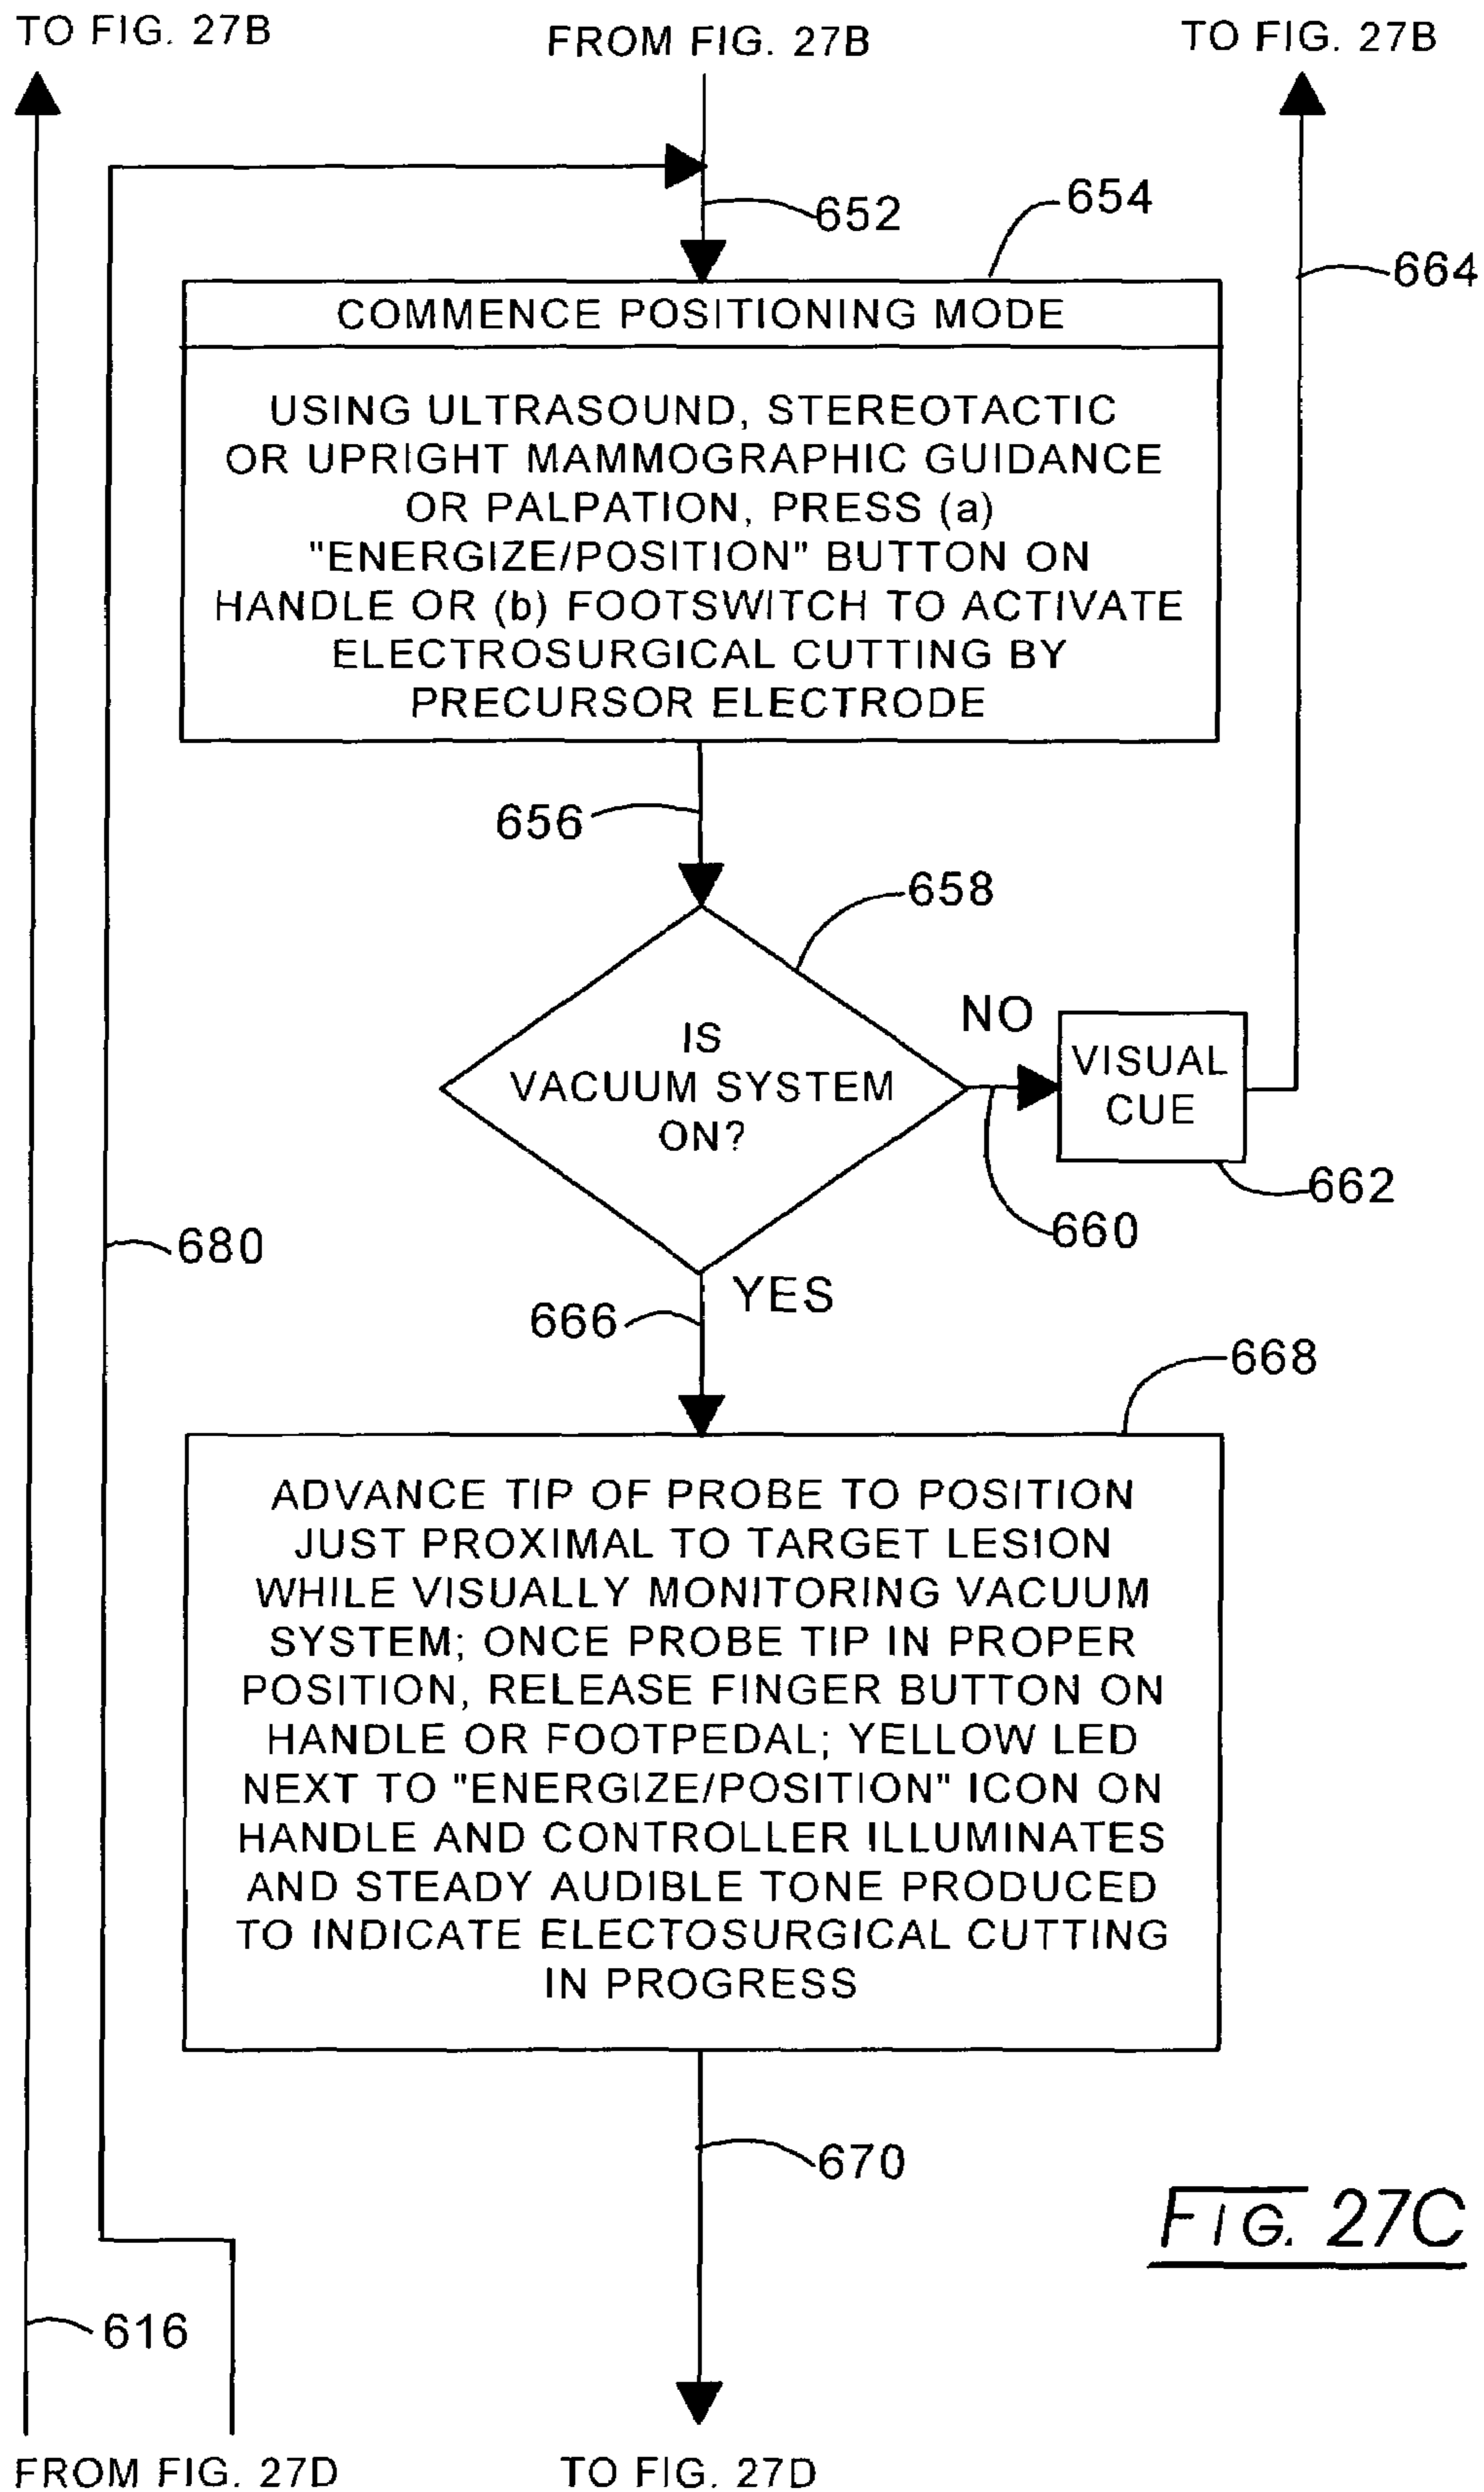 TO FIG. 27B
FROM FIG. 27B
TO FIG. 27B
652
654
664
COMMENCE POSITIONING MODE
USING ULTRASOUND, STEREOTACTIC
OR UPRIGHT MAMMOGRAPHIC GUIDANCE
OR PALPATION, PRESS (a)
"ENERGIZE/POSITION" BUTTON ON
HANDLE OR (b) FOOTSWITCH TO ACTIVATE
ELECTROSURGICAL CUTTING BY
PRECURSOR ELECTRODE
656
658
IS
VACUUM SYSTEM
ON?
NO
VISUAL
CUE
662
660
680
YES
666
668
ADVANCE TIP OF PROBE TO POSITION
JUST PROXIMAL TO TARGET LESION
WHILE VISUALLY MONITORING VACUUM
SYSTEM; ONCE PROBE TIP IN PROPER
POSITION, RELEASE FINGER BUTTON ON
HANDLE OR FOOTPEDAL; YELLOW LED
NEXT TO "ENERGIZE/POSITION" ICON ON
HANDLE AND CONTROLLER ILLUMINATES
AND STEADY AUDIBLE TONE PRODUCED
TO INDICATE ELECTOSURGICAL CUTTING
IN PROGRESS
670
FIG. 27C
616
FROM FIG. 27D
TO FIG. 27D